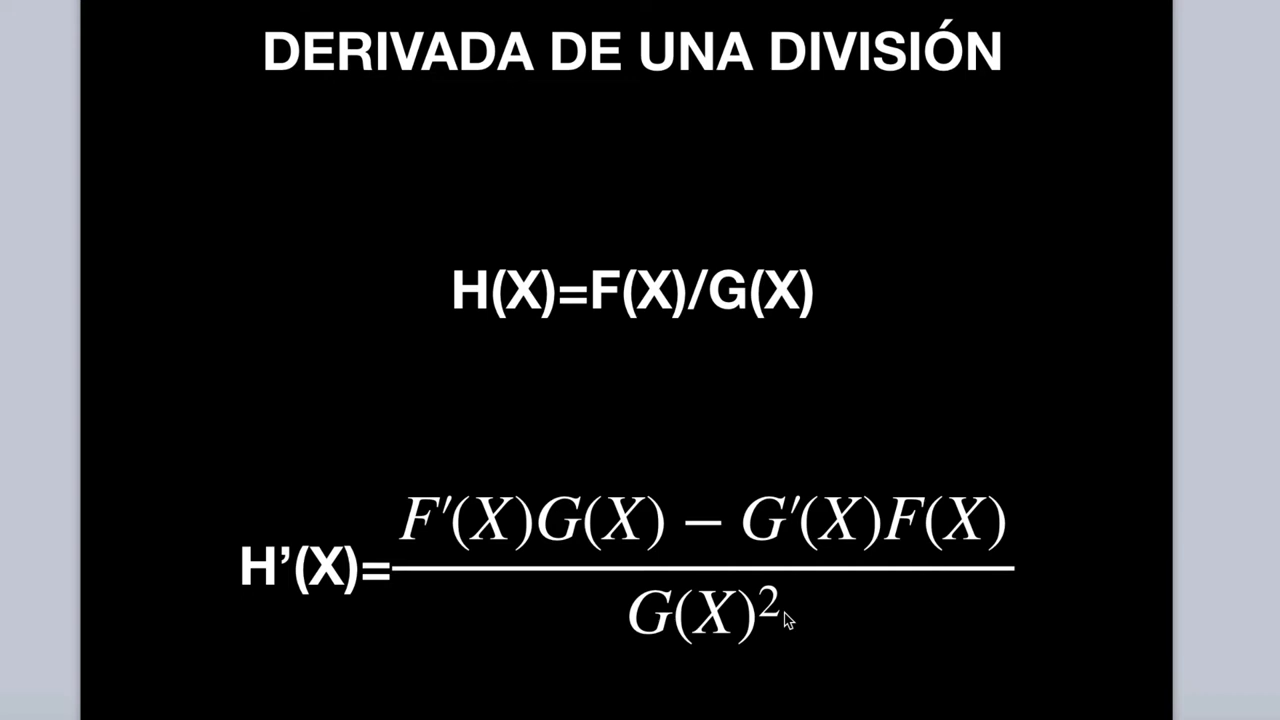 DERIVADA DE UNA DIVISIÓN
H(X)=F(X)/G(X)
F′(X)G(X) − G′(X)F(X)
H’(X)=
G(X)²